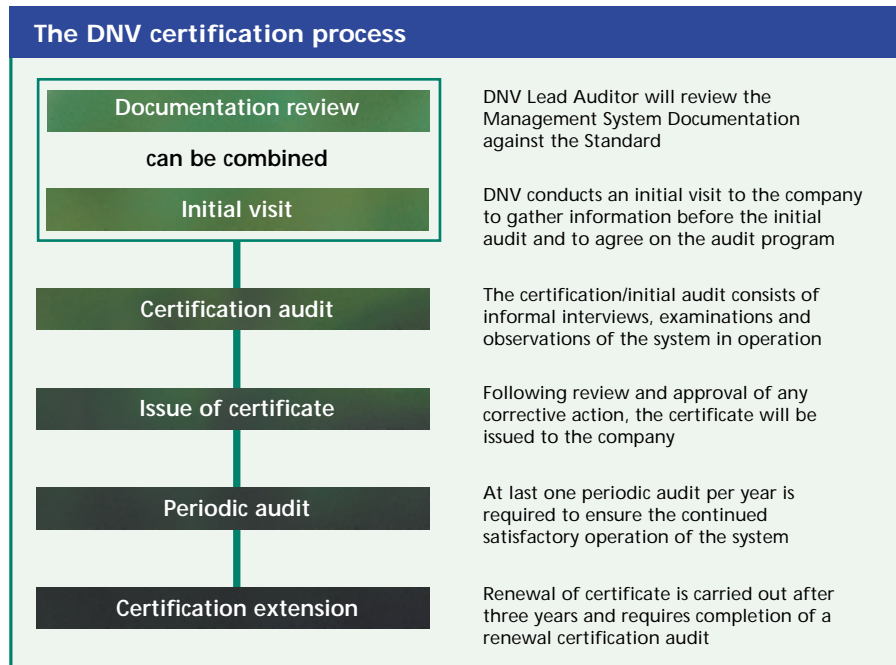 The DNV certification process
Documentation review
can be combined
Initial visit
DNV Lead Auditor will review the
Management System Documentation
against the Standard
DNV conducts an initial visit to the company
to gather information before the initial
audit and to agree on the audit program
Certification audit
The certification/initial audit consists of
informal interviews, examinations and
observations of the system in operation
Issue of certificate
Following review and approval of any
corrective action, the certificate will be
issued to the company
Periodic audit
At last one periodic audit per year is
required to ensure the continued
satisfactory operation of the system
Certification extension
Renewal of certificate is carried out after
three years and requires completion of a
renewal certification audit